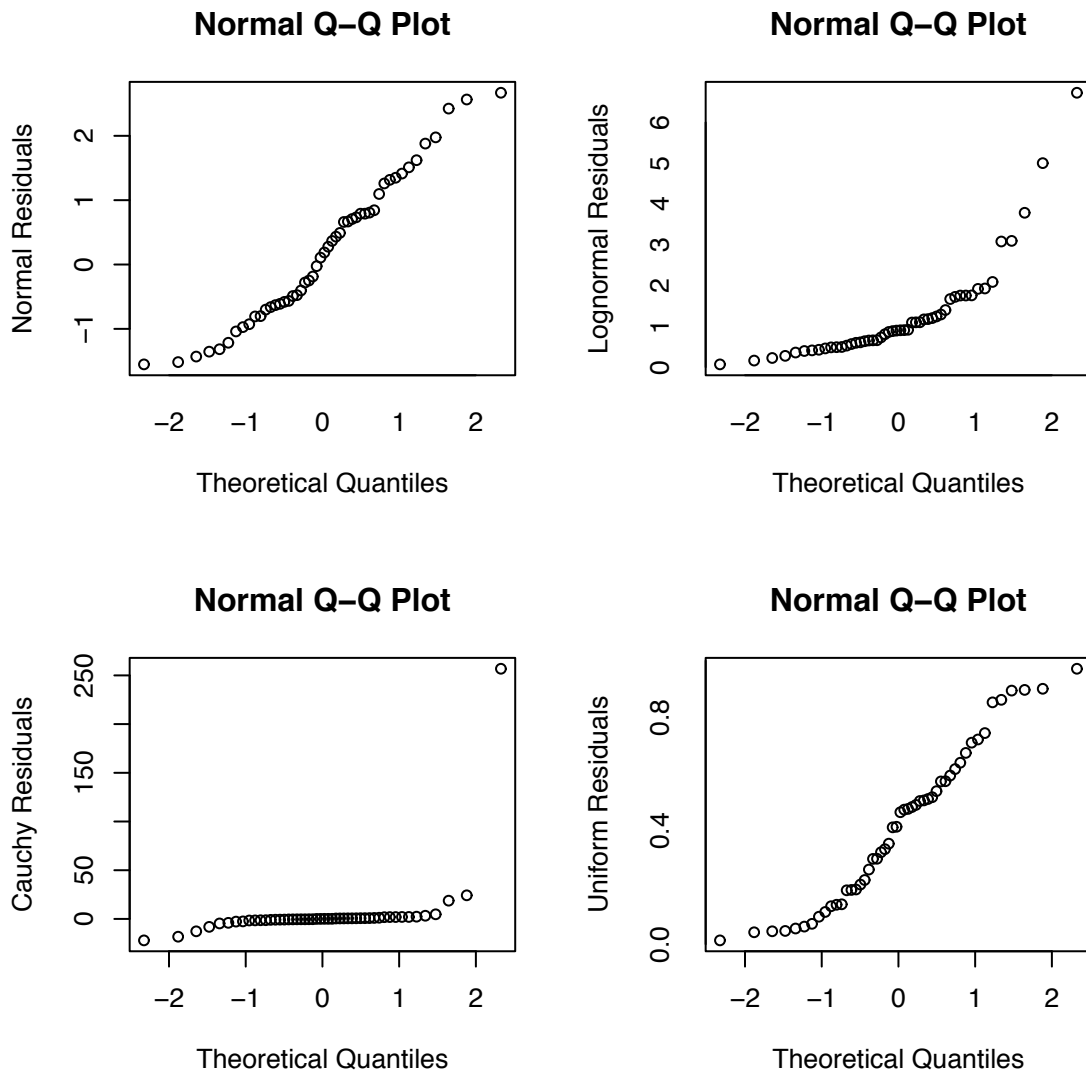 Normal Q−Q Plot
Normal Residuals
2
1
0
−1
−2 −1 0 1 2
Theoretical Quantiles
Normal Q−Q Plot
Lognormal Residuals
6
5
4
3
2
1
0
−2 −1 0 1 2
Theoretical Quantiles
Normal Q−Q Plot
Cauchy Residuals
250
150
50
0
−2 −1 0 1 2
Theoretical Quantiles
Normal Q−Q Plot
Uniform Residuals
0.8
0.4
0.0
−2 −1 0 1 2
Theoretical Quantiles